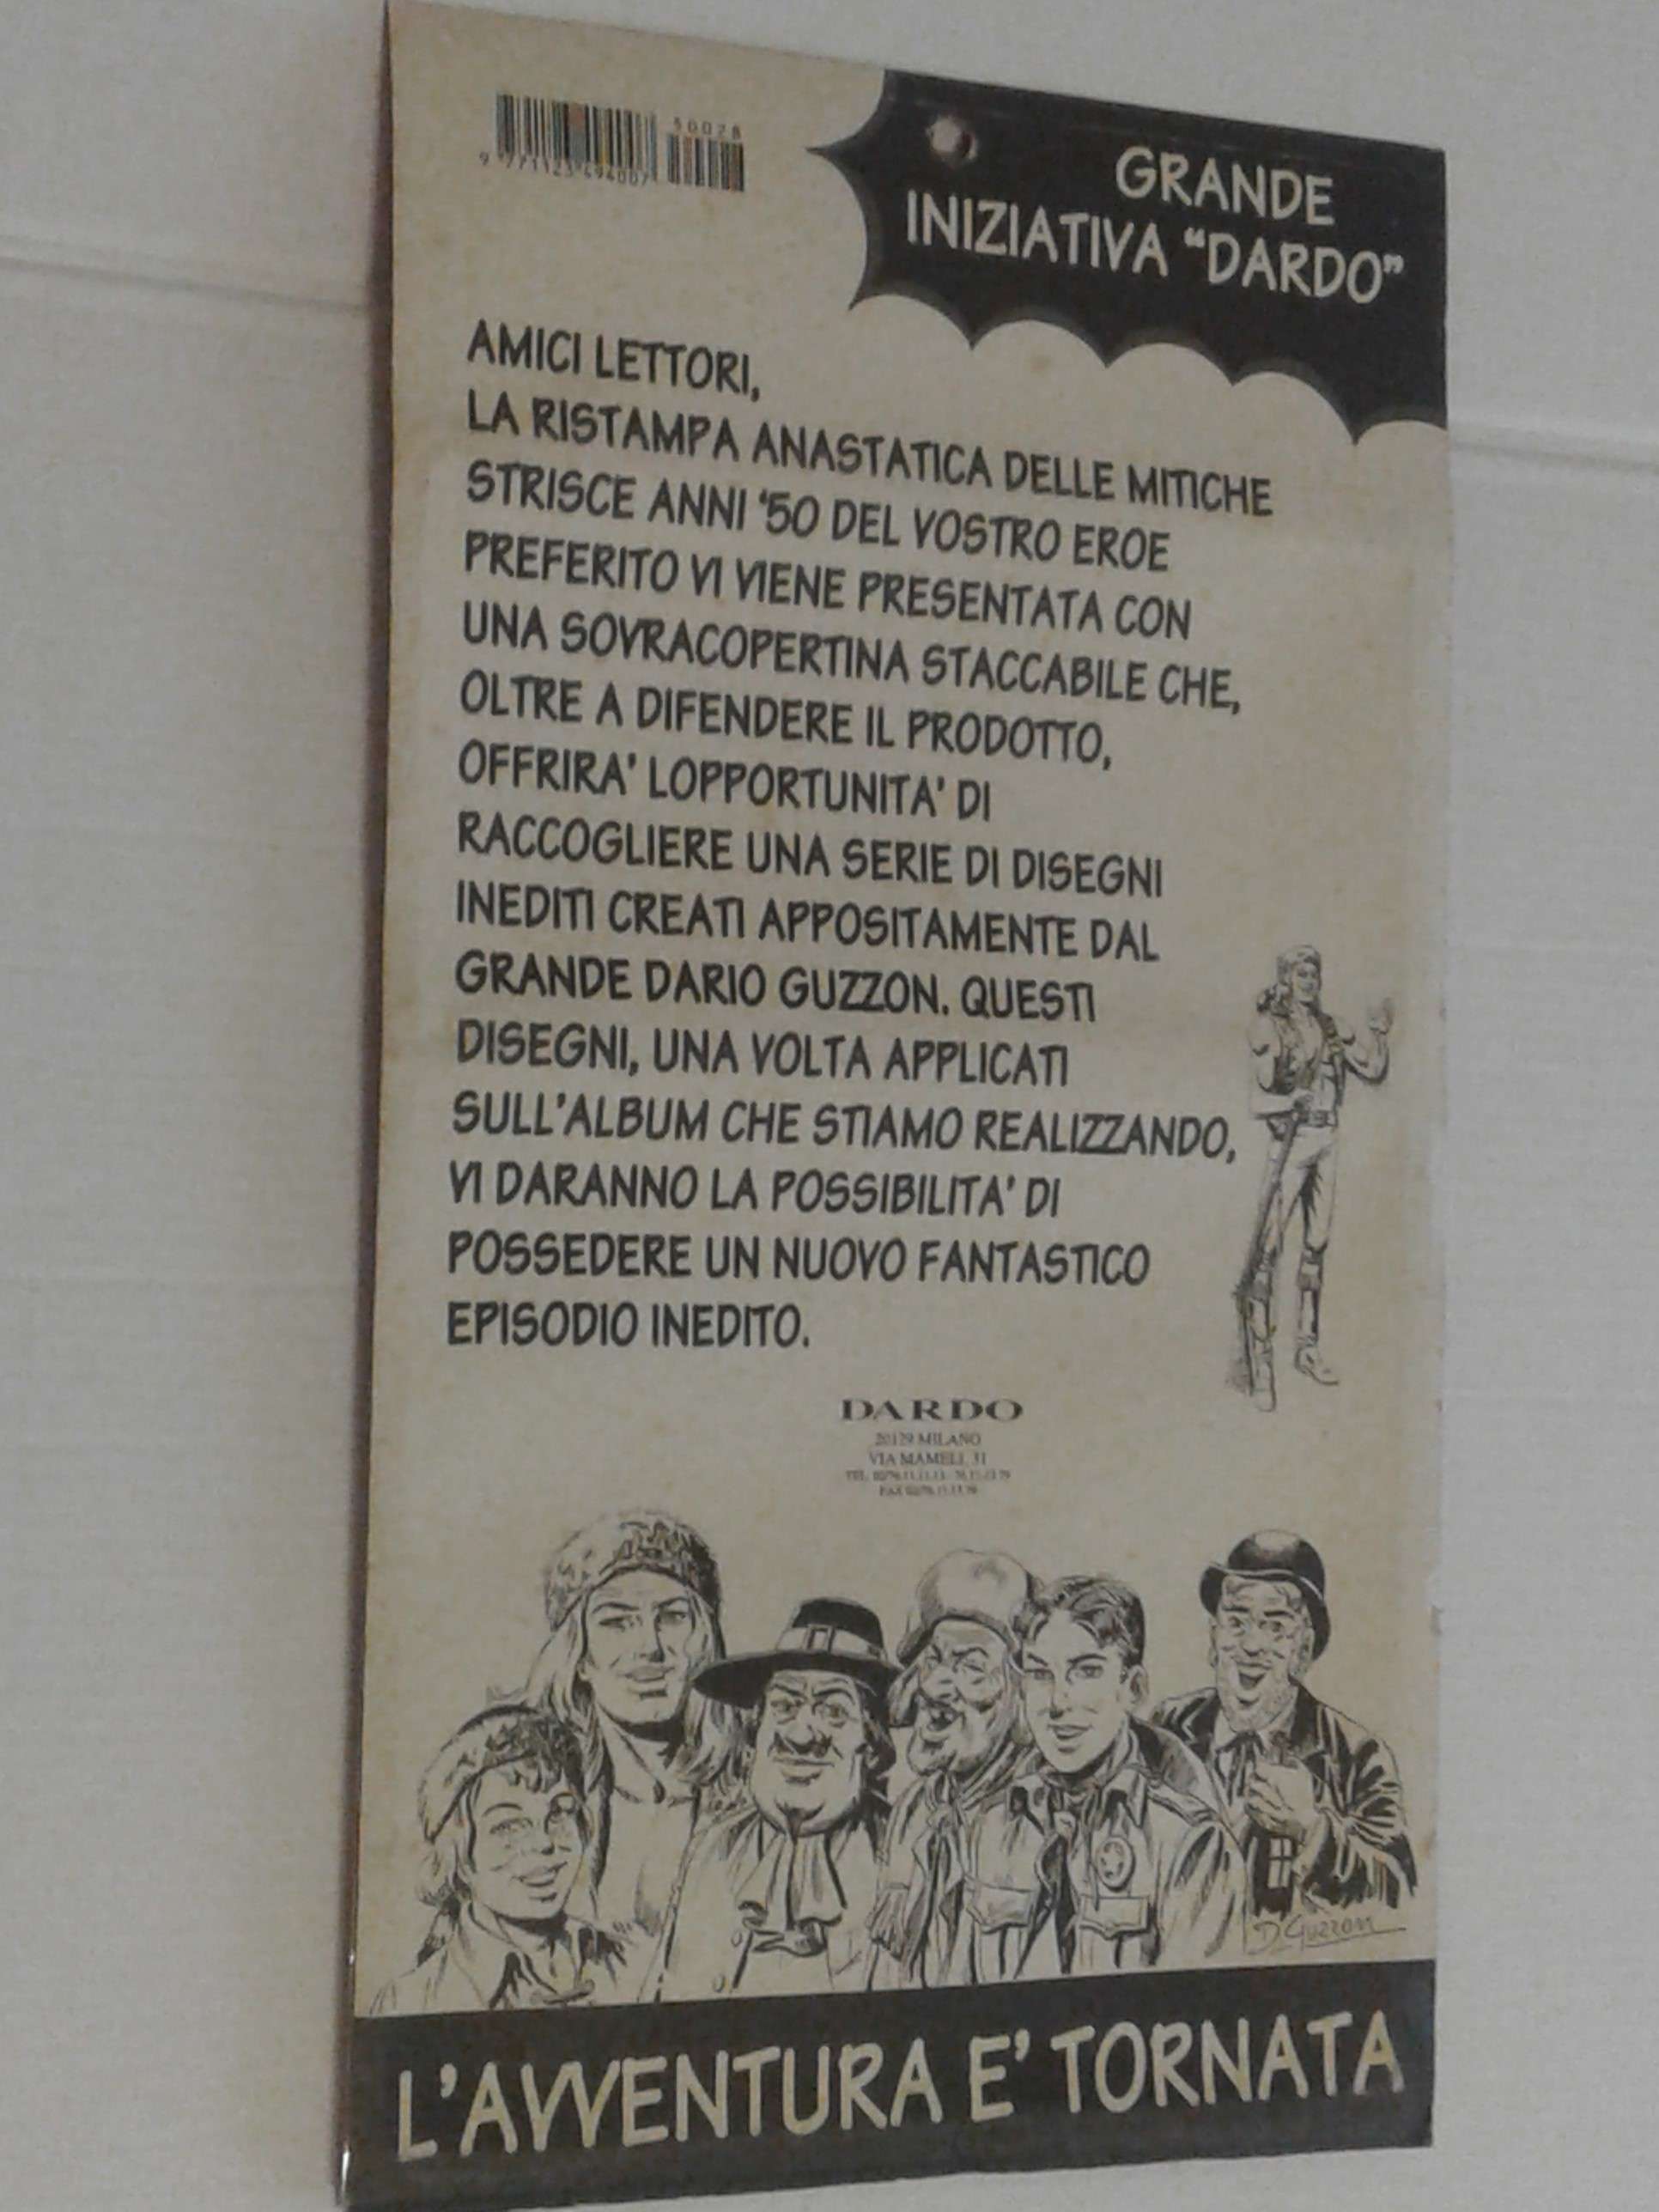 50028
GRANDE
INIZIATIVA “DARDO”
AMICI LETTORI,
LA RISTAMPA ANASTATICA DELLE MITICHE
STRISCE ANNI '50 DEL VOSTRO EROE
PREFERITO VI VIENE PRESENTATA CON
UNA SOVRACOPERTINA STACCABILE CHE,
OLTRE A DIFENDERE IL PRODOTTO,
OFFRIRA' LOPPORTUNITA' DI
RACCOGLIERE UNA SERIE DI DISEGNI
INEDITI CREATI APPOSITAMENTE DAL
GRANDE DARIO GUZZON. QUESTI
DISEGNI, UNA VOLTA APPLICATI
SULL'ALBUM CHE STIAMO REALIZZANDO,
VI DARANNO LA POSSIBILITA' DI
POSSEDERE UN NUOVO FANTASTICO
EPISODIO INEDITO.
DARDO
20129 MILANO
VIA MAMELI, 31
D. Guzzon
L'AVVENTURA E' TORNATA